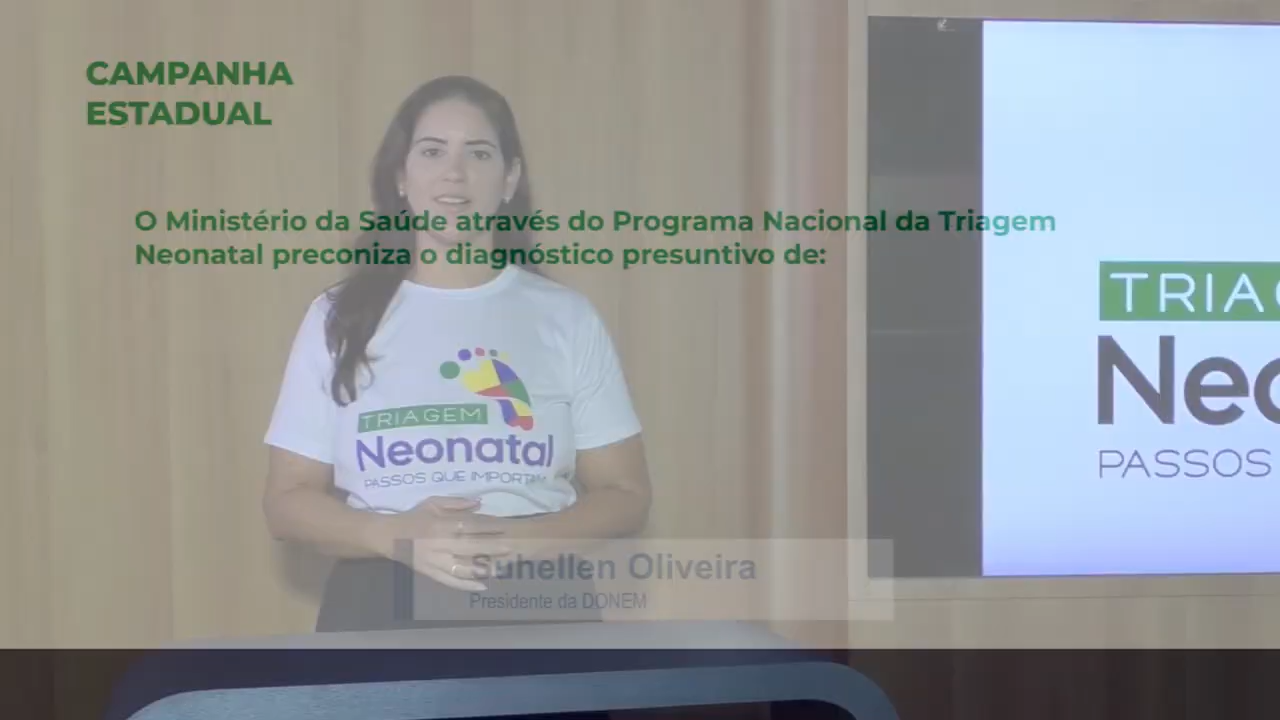 CAMPANHA
ESTADUAL
O Ministério da Saúde através do Programa Nacional da Triagem
Neonatal preconiza o diagnóstico presuntivo de:
TRIAGEM
Neonatal
PASSOS QUE IMPORTAM
TRIAG
Neo
PASSOS
Suhellen Oliveira
Presidente da DONEM